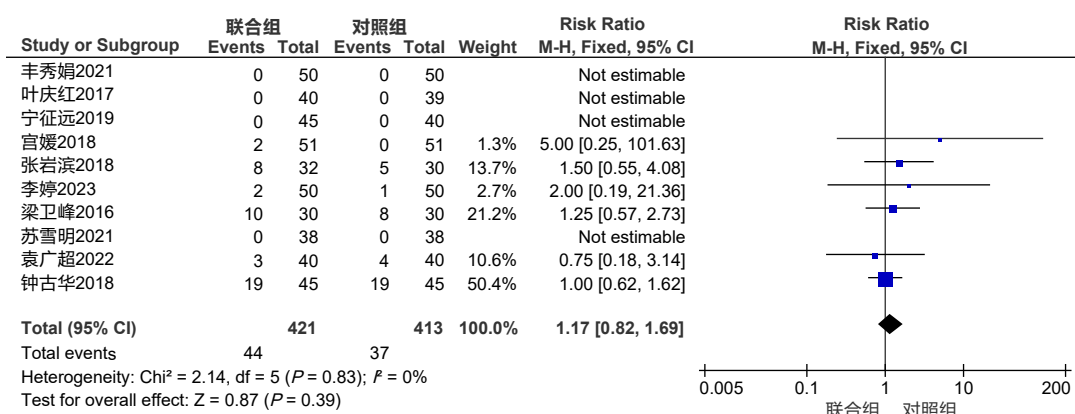 联合组 对照组 Risk Ratio Risk Ratio
Study or Subgroup Events Total Events Total Weight M-H, Fixed, 95% CI M-H, Fixed, 95% CI
丰秀娟2021 0 50 0 50 Not estimable
叶庆红2017 0 40 0 39 Not estimable
宁征远2019 0 45 0 40 Not estimable
宫媛2018 2 51 0 51 1.3% 5.00 [0.25, 101.63]
张岩滨2018 8 32 5 30 13.7% 1.50 [0.55, 4.08]
李婷2023 2 50 1 50 2.7% 2.00 [0.19, 21.36]
梁卫峰2016 10 30 8 30 21.2% 1.25 [0.57, 2.73]
苏雪明2021 0 38 0 38 Not estimable
袁广超2022 3 40 4 40 10.6% 0.75 [0.18, 3.14]
钟古华2018 19 45 19 45 50.4% 1.00 [0.62, 1.62]
Total (95% CI) 421 413 100.0% 1.17 [0.82, 1.69]
Total events 44 37
Heterogeneity: Chi² = 2.14, df = 5 (P = 0.83); I² = 0%
Test for overall effect: Z = 0.87 (P = 0.39)
0.005 0.1 1 10 200
联合组 对照组